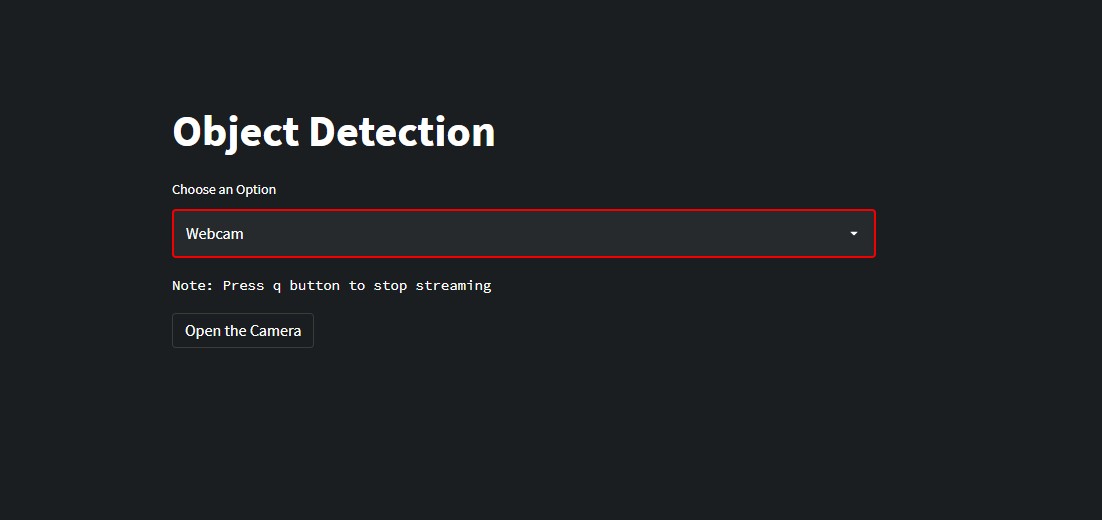 Object Detection
Choose an Option
Webcam
Note: Press q button to stop streaming
Open the Camera